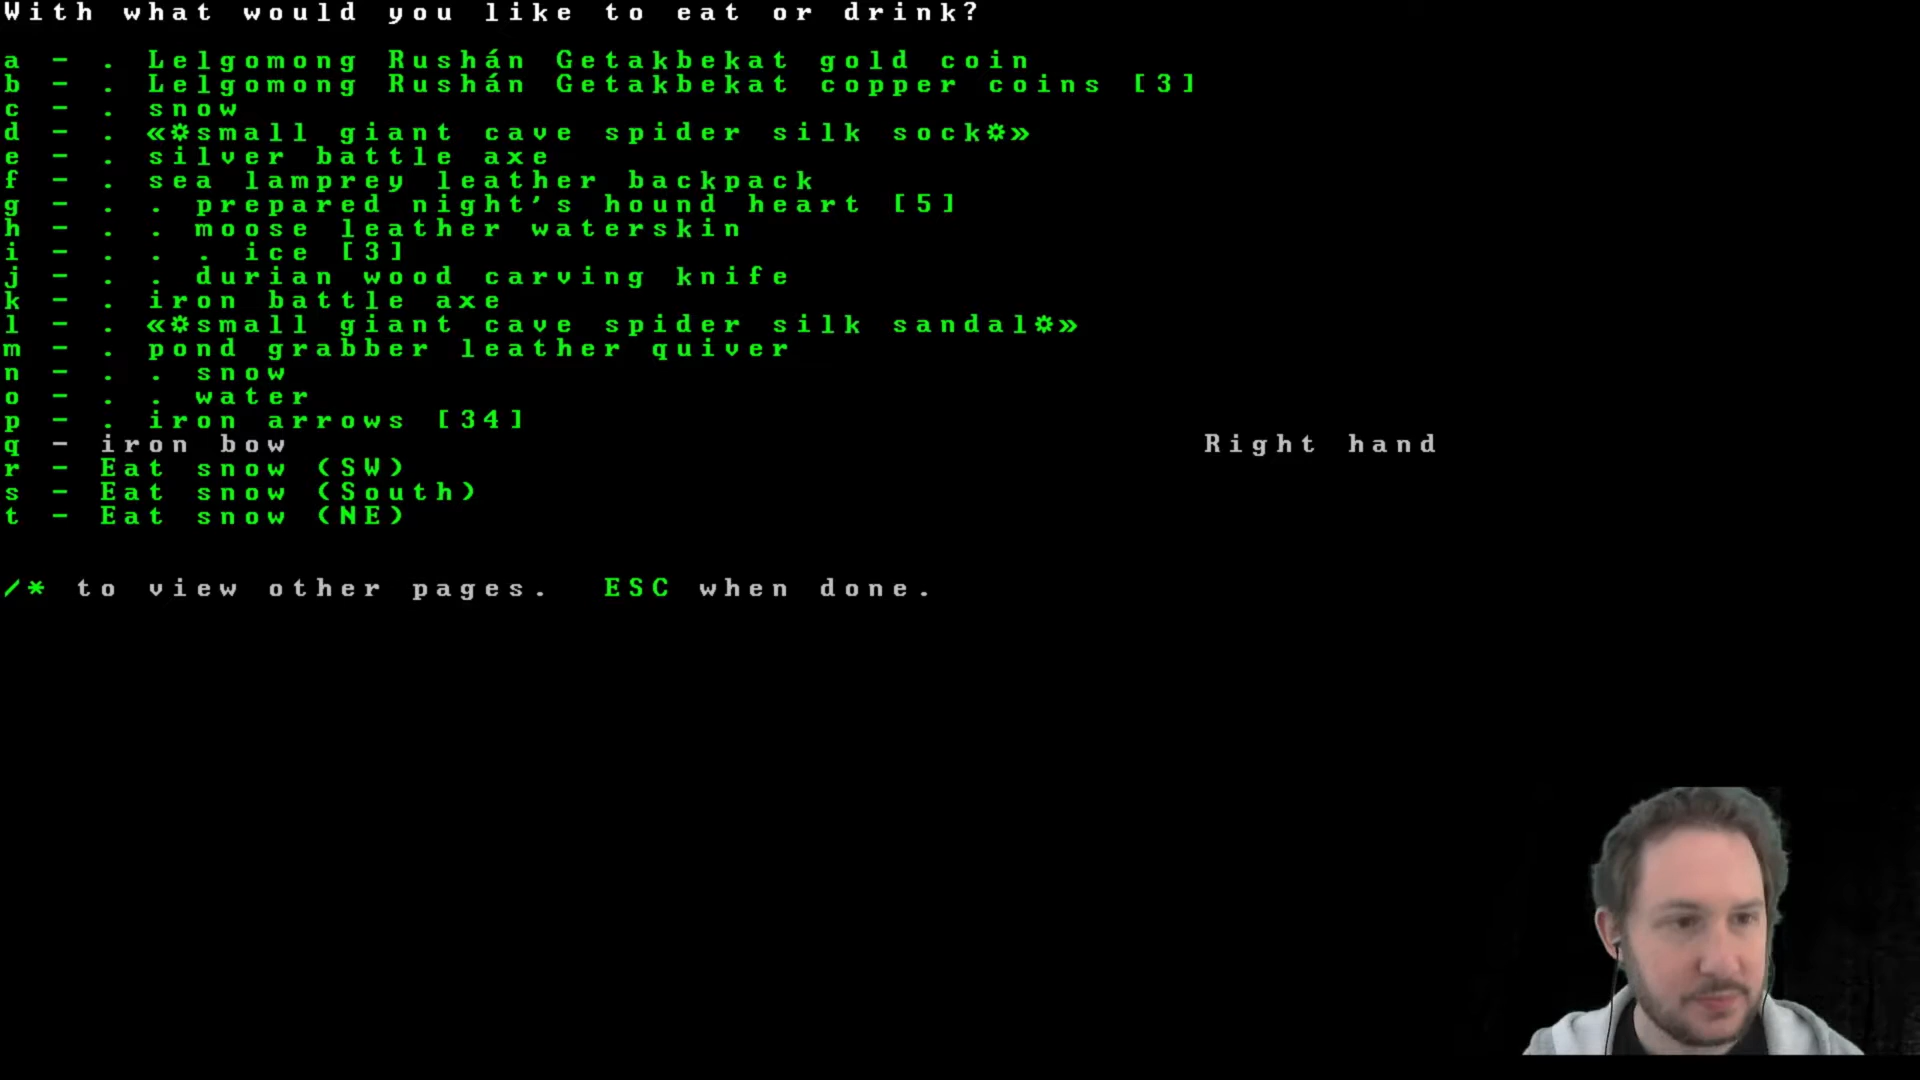 With what would you like to eat or drink?
a - . Lelgomong Rushán Getakbekat gold coin
b - . Lelgomong Rushán Getakbekat copper coins [3]
c - . snow
d - . «☼small giant cave spider silk sock☼»
e - . silver battle axe
f - . sea lamprey leather backpack
g - . . prepared night's hound heart [5]
h - . . moose leather waterskin
i - . . . ice [3]
j - . . durian wood carving knife
k - . iron battle axe
l - . «☼small giant cave spider silk sandal☼»
m - . pond grabber leather quiver
n - . . snow
o - . . water
p - . iron arrows [34]
q - iron bow Right hand
r - Eat snow (SW)
s - Eat snow (South)
t - Eat snow (NE)
/* to view other pages. ESC when done.